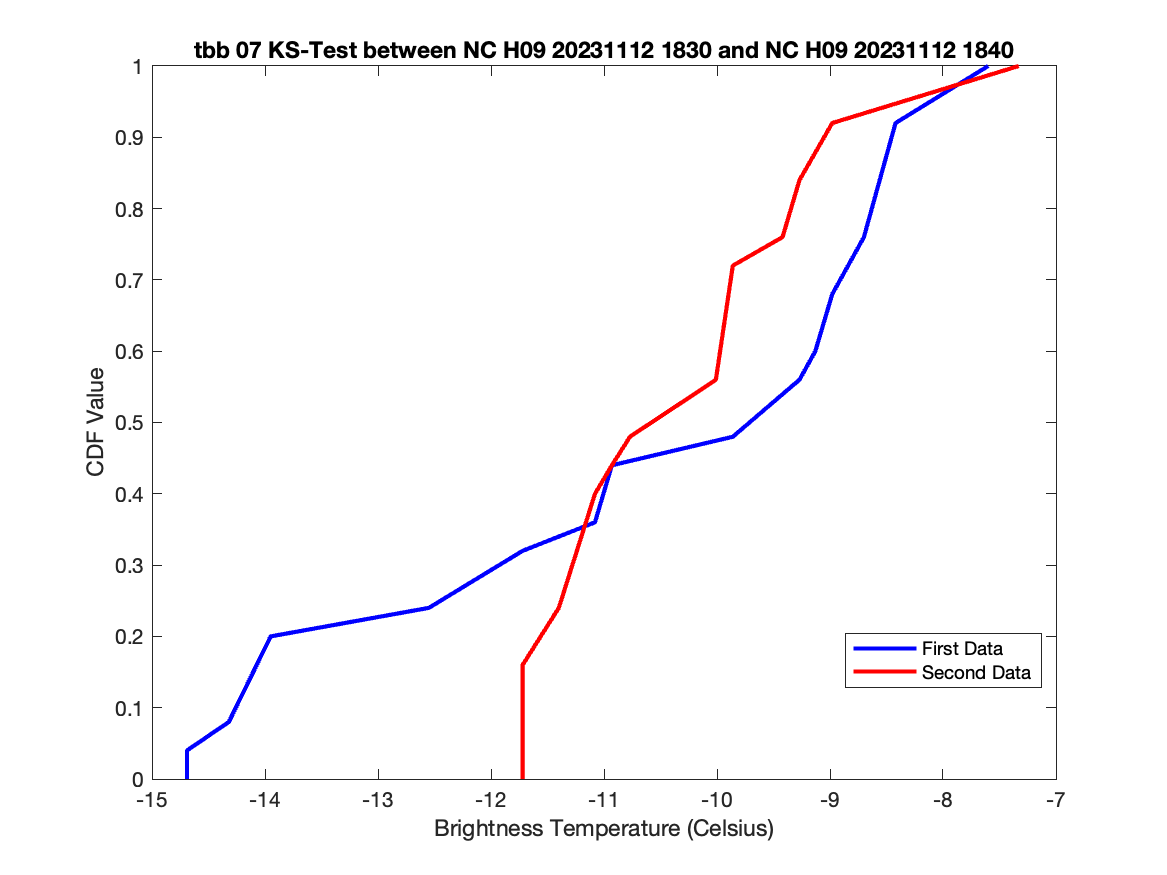 tbb 07 KS-Test between NC H09 20231112 1830 and NC H09 20231112 1840
1
0.9
0.8
0.7
0.6
0.5
0.4
0.3
0.2
0.1
0
CDF Value
First Data
Second Data
-15 -14 -13 -12 -11 -10 -9 -8 -7
Brightness Temperature (Celsius)